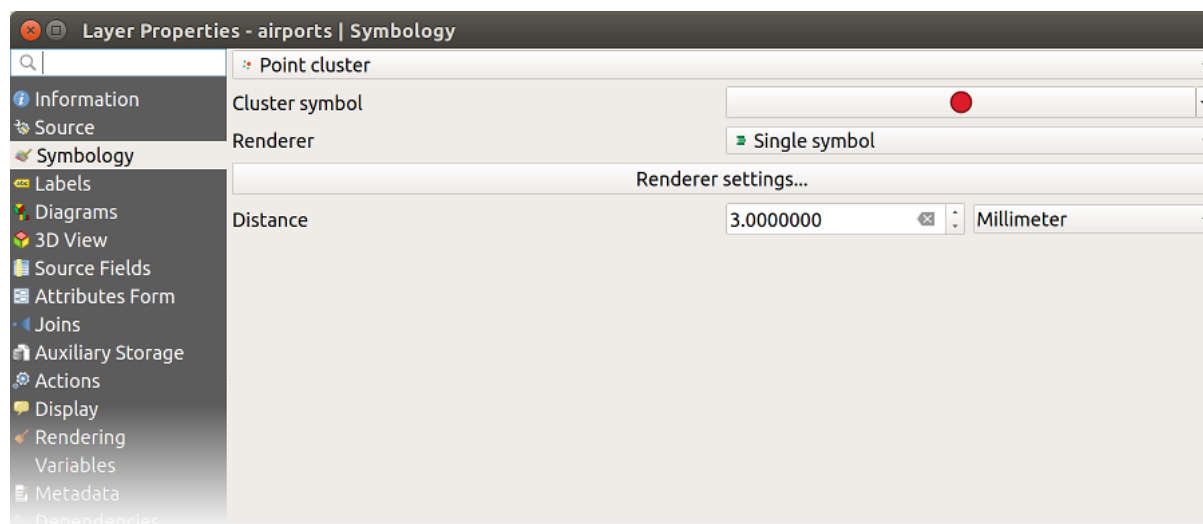 Layer Properties - airports | Symbology
Point cluster
Information
Cluster symbol
Source
Renderer
Single symbol
Symbology
Labels
Renderer settings...
Diagrams
Distance
3.0000000
Millimeter
3D View
Source Fields
Attributes Form
Joins
Auxiliary Storage
Actions
Display
Rendering
Variables
Metadata
Dependencies